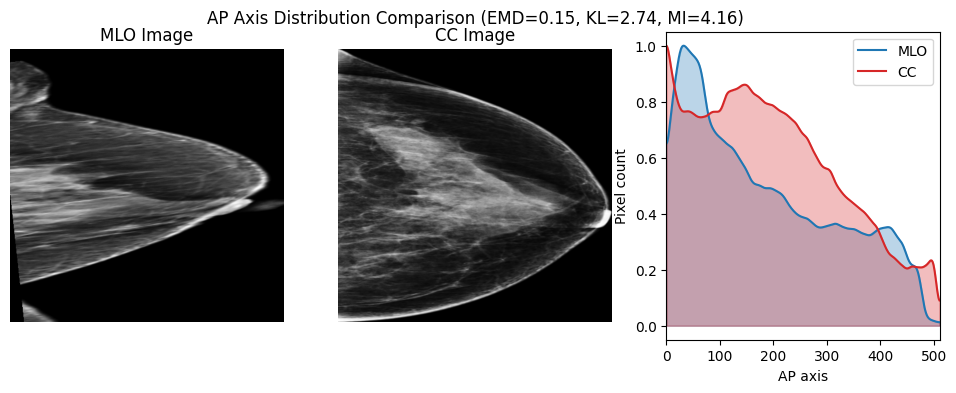 AP Axis Distribution Comparison (EMD=0.15, KL=2.74, MI=4.16)
MLO Image
CC Image
MLO
CC
Pixel count
1.0
0.8
0.6
0.4
0.2
0.0
0 100 200 300 400 500
AP axis